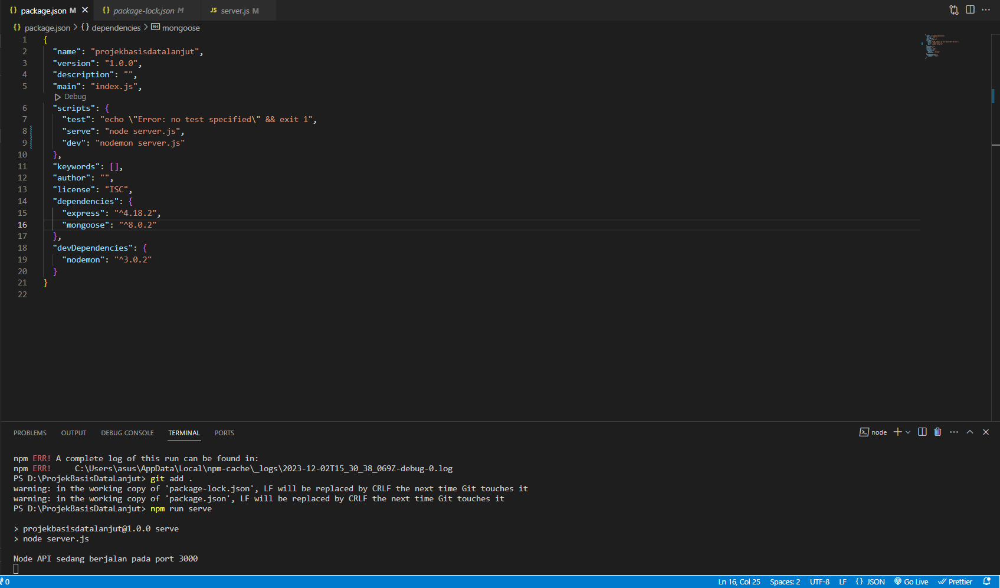 package.json M
package-lock.json M
JS server.js M
package.json > {} dependencies > abc mongoose
1 {
2 "name": "projekbasisdatalanjut",
3 "version": "1.0.0",
4 "description": "",
5 "main": "index.js",
Debug
6 "scripts": {
7 "test": "echo \"Error: no test specified\" && exit 1",
8 "serve": "node server.js",
9 "dev": "nodemon server.js"
10 },
11 "keywords": [],
12 "author": "",
13 "license": "ISC",
14 "dependencies": {
15 "express": "^4.18.2",
16 "mongoose": "^8.0.2"
17 },
18 "devDependencies": {
19 "nodemon": "^3.0.2"
20 }
21 }
22
PROBLEMS OUTPUT DEBUG CONSOLE TERMINAL PORTS
node
npm ERR! A complete log of this run can be found in:
npm ERR!     C:\Users\asus\AppData\Local\npm-cache\_logs\2023-12-02T15_30_38_069Z-debug-0.log
PS D:\ProjekBasisDataLanjut> git add .
warning: in the working copy of 'package-lock.json', LF will be replaced by CRLF the next time Git touches it
warning: in the working copy of 'package.json', LF will be replaced by CRLF the next time Git touches it
PS D:\ProjekBasisDataLanjut> npm run serve
> projekbasisdatalanjut@1.0.0 serve
> node server.js
Node API sedang berjalan pada port 3000
0
Ln 16, Col 25 Spaces: 2 UTF-8 LF {} JSON Go Live Prettier